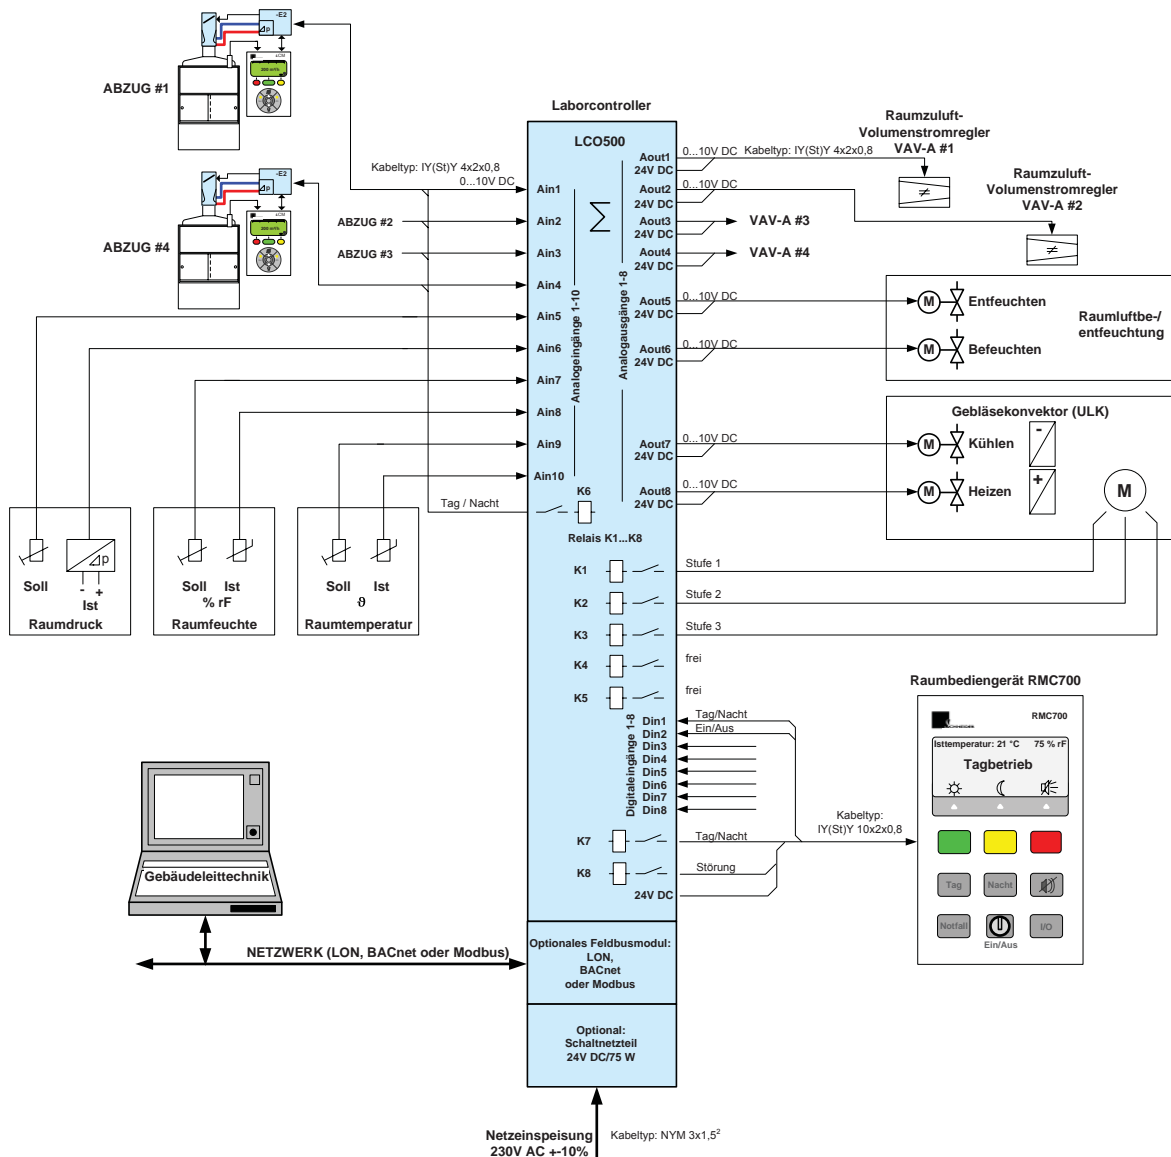 -E2
⊿p
sCM
200 m³/h
ABZUG #1
-E2
⊿p
sCM
200 m³/h
ABZUG #4
Laborcontroller
LCO500
Kabeltyp: IY(St)Y 4x2x0,8
0...10V DC
ABZUG #2
ABZUG #3
Ain1
Ain2
Ain3
Ain4
Ain5
Ain6
Ain7
Ain8
Ain9
Ain10
Analogeingänge 1-10
∑
Analogausgänge 1-8
Aout1
24V DC
Aout2
24V DC
Aout3
24V DC
Aout4
24V DC
Aout5
24V DC
Aout6
24V DC
Aout7
24V DC
Aout8
24V DC
0...10V DC
Kabeltyp: IY(St)Y 4x2x0,8
0...10V DC
VAV-A #3
VAV-A #4
0...10V DC
0...10V DC
0...10V DC
0...10V DC
Raumzuluft-
Volumenstromregler
VAV-A #1
≠
Raumzuluft-
Volumenstromregler
VAV-A #2
≠
M
Entfeuchten
M
Befeuchten
Raumluftbe-/
entfeuchtung
Gebläsekonvektor (ULK)
M
Kühlen
-
M
Heizen
+
M
Tag / Nacht
K6
Relais K1...K8
K1
Stufe 1
K2
Stufe 2
K3
Stufe 3
K4
frei
K5
frei
Soll
⊿p
- +
Ist
Raumdruck
Soll Ist
% rF
Raumfeuchte
Soll Ist
ϑ
Raumtemperatur
Digitaleingänge 1-8
Din1
Din2
Din3
Din4
Din5
Din6
Din7
Din8
Tag/Nacht
Ein/Aus
K7
Tag/Nacht
K8
Störung
24V DC
Kabeltyp:
IY(St)Y 10x2x0,8
Raumbediengerät RMC700
RMC700
Isttemperatur: 21 °C 75 % rF
Tagbetrieb
Tag
Nacht
Notfall
I/O
Ein/Aus
Gebäudeleittechnik
NETZWERK (LON, BACnet oder Modbus)
Optionales Feldbusmodul:
LON,
BACnet
oder Modbus
Optional:
Schaltnetzteil
24V DC/75 W
Netzeinspeisung
230V AC +-10%
Kabeltyp: NYM 3x1,5²